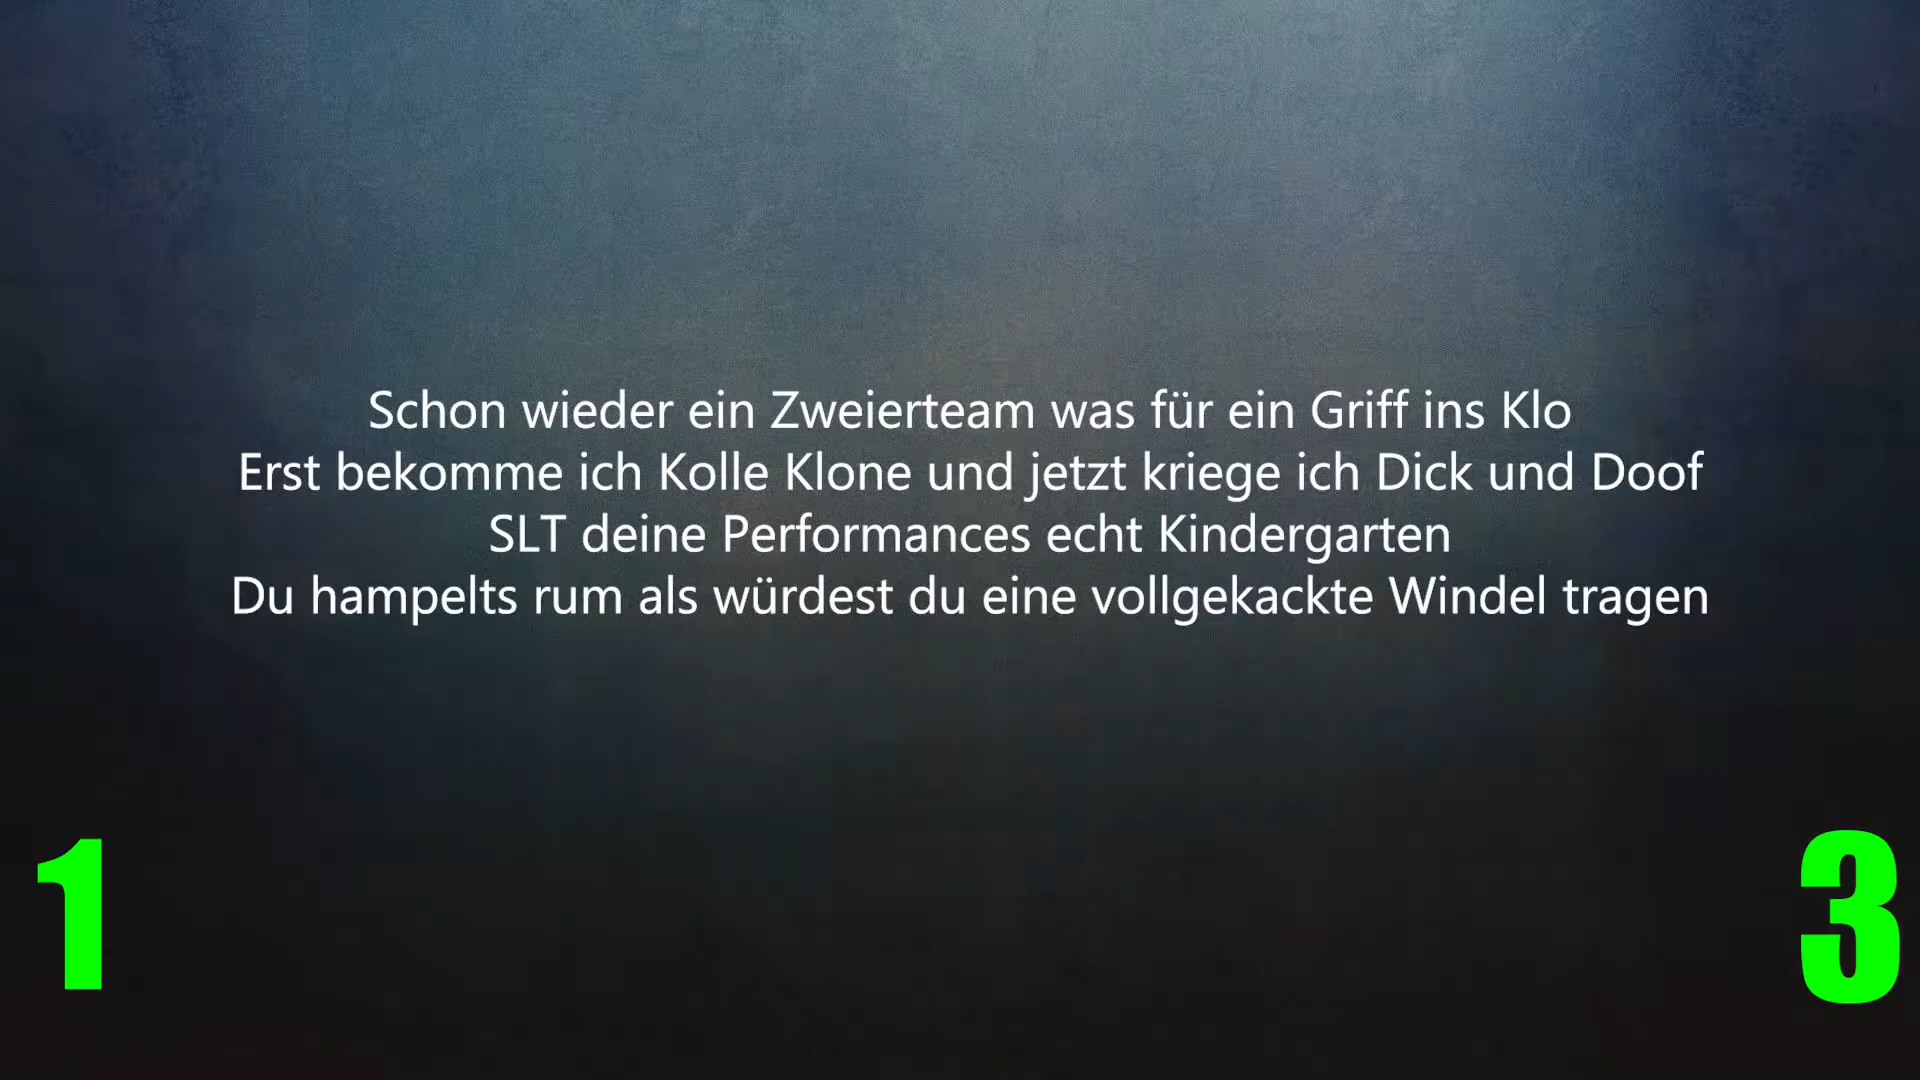 Schon wieder ein Zweierteam was für ein Griff ins Klo
Erst bekomme ich Kolle Klone und jetzt kriege ich Dick und Doof
SLT deine Performances echt Kindergarten
Du hampelts rum als würdest du eine vollgekackte Windel tragen
1
3